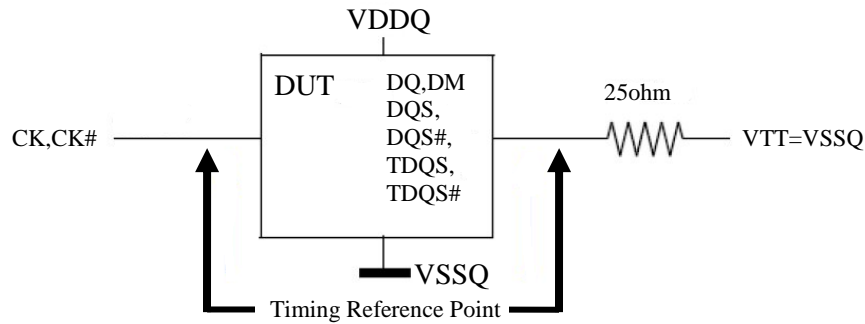 VDDQ
DUT
DQ,DM
DQS,
DQS#,
TDQS,
TDQS#
25ohm
CK,CK#
VTT=VSSQ
VSSQ
Timing Reference Point